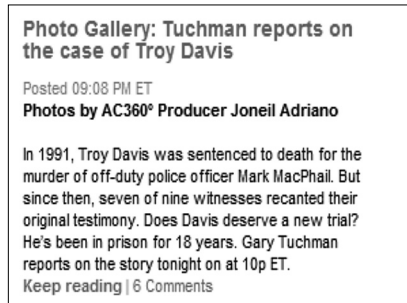 Photo Gallery: Tuchman reports on
the case of Troy Davis
Posted 09:08 PM ET
Photos by AC360º Producer Joneil Adriano
In 1991, Troy Davis was sentenced to death for the
murder of off-duty police officer Mark MacPhail. But
since then, seven of nine witnesses recanted their
original testimony. Does Davis deserve a new trial?
He's been in prison for 18 years. Gary Tuchman
reports on the story tonight on at 10p ET.
Keep reading | 6 Comments